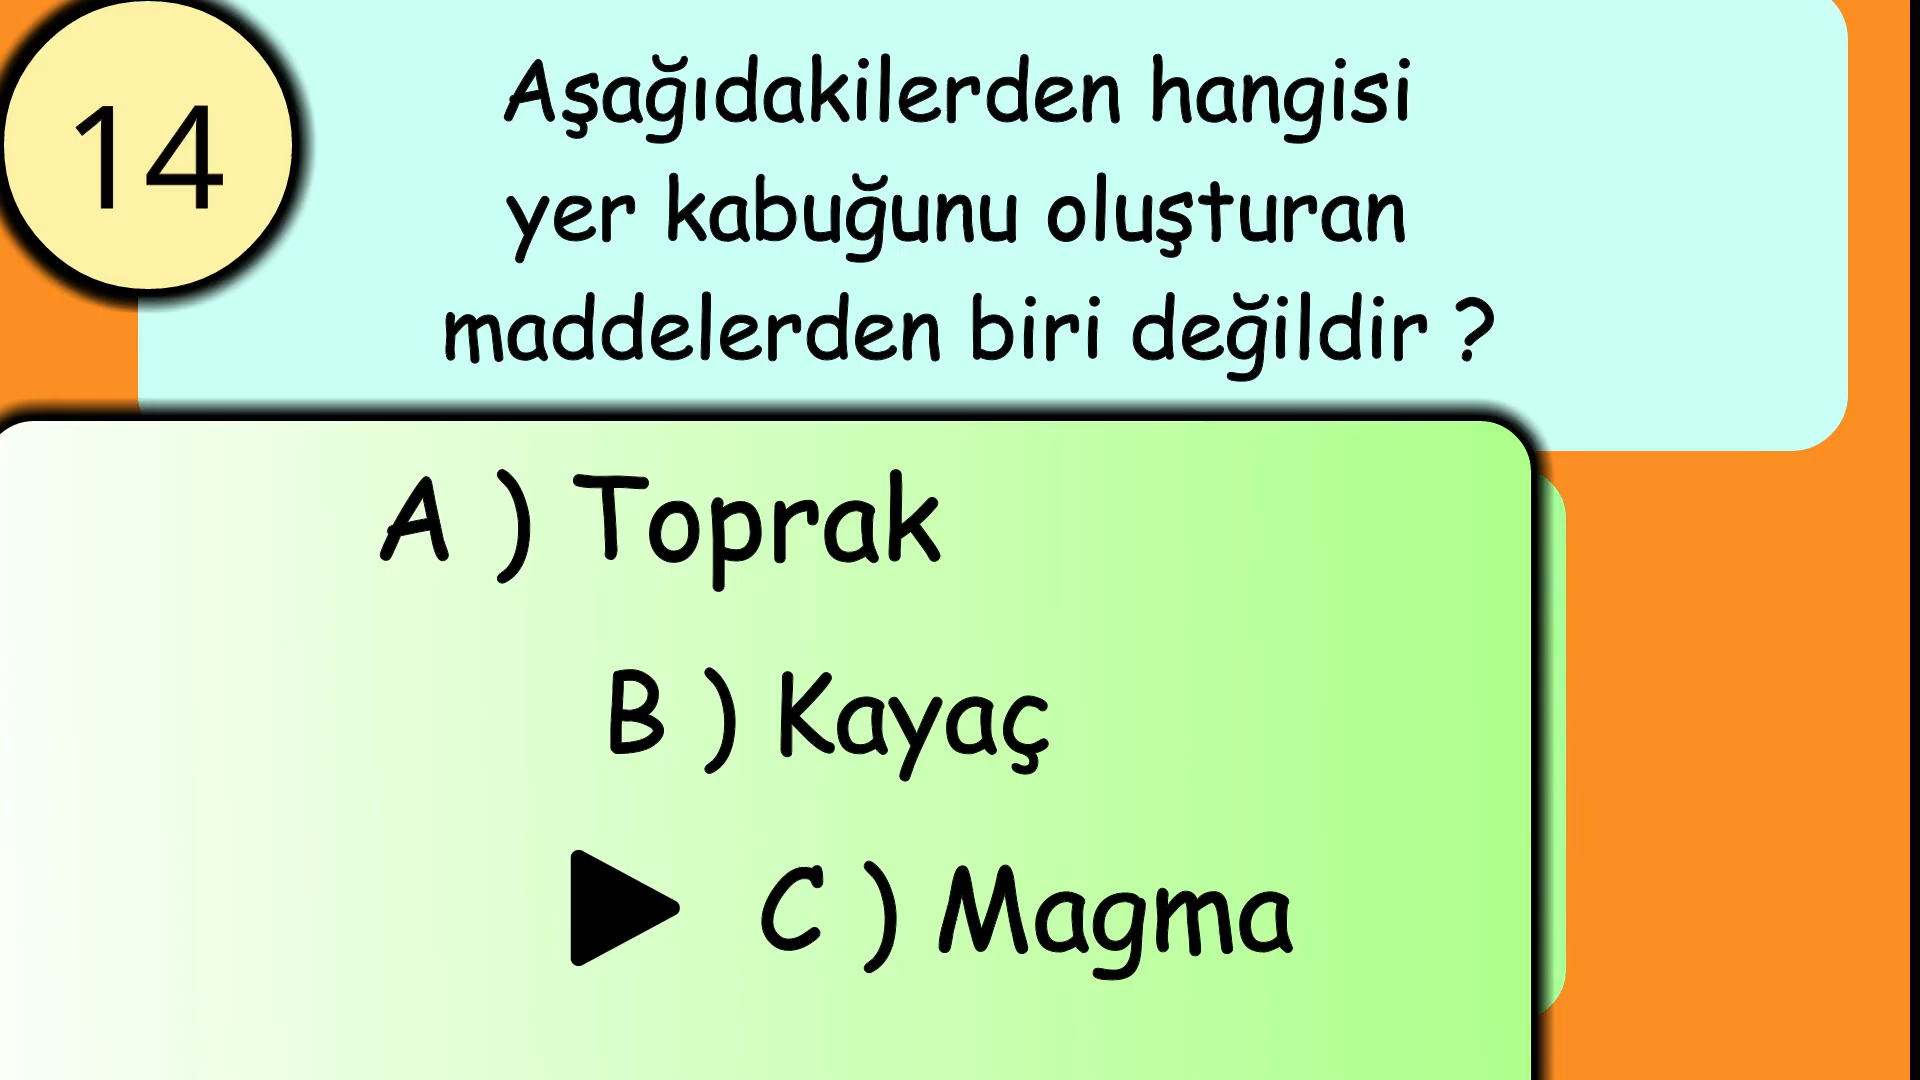 14
Aşağıdakilerden hangisi
yer kabuğunu oluşturan
maddelerden biri değildir ?
A ) Toprak
B ) Kayaç
C ) Magma